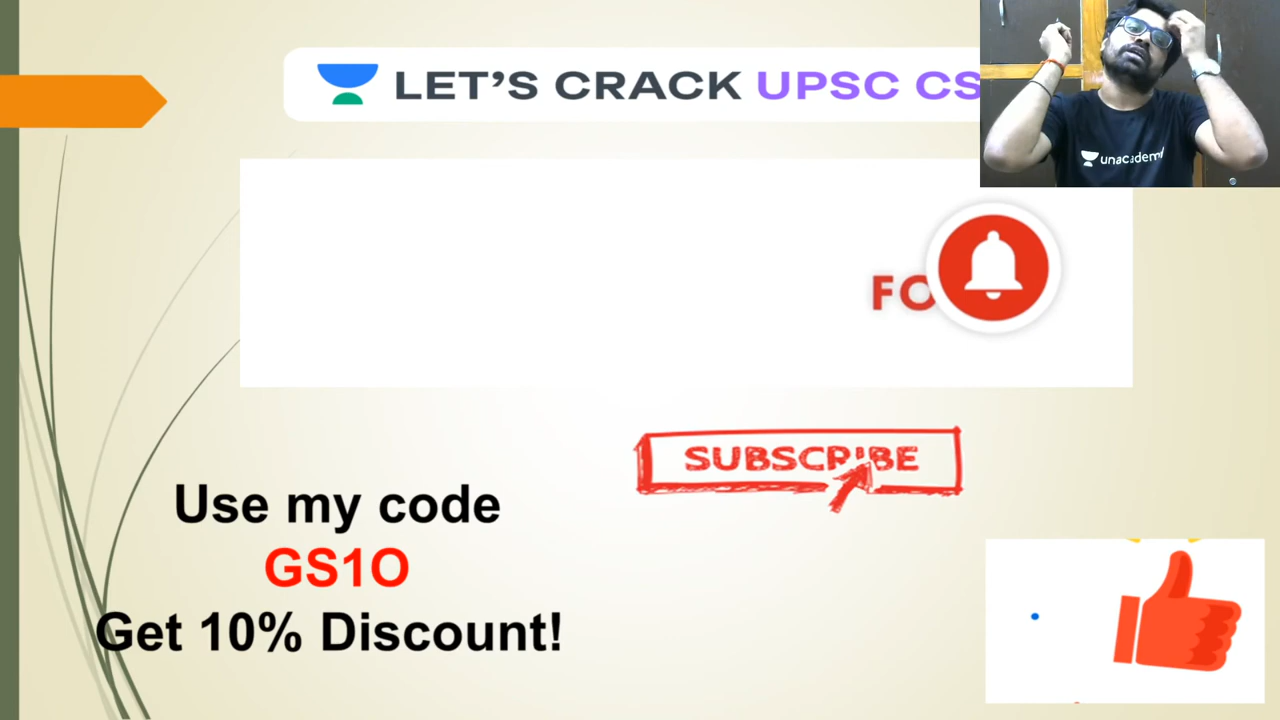 LET'S CRACK UPSC CS
unacademy
FO
SUBSCRIBE
Use my code
GS1O
Get 10% Discount!